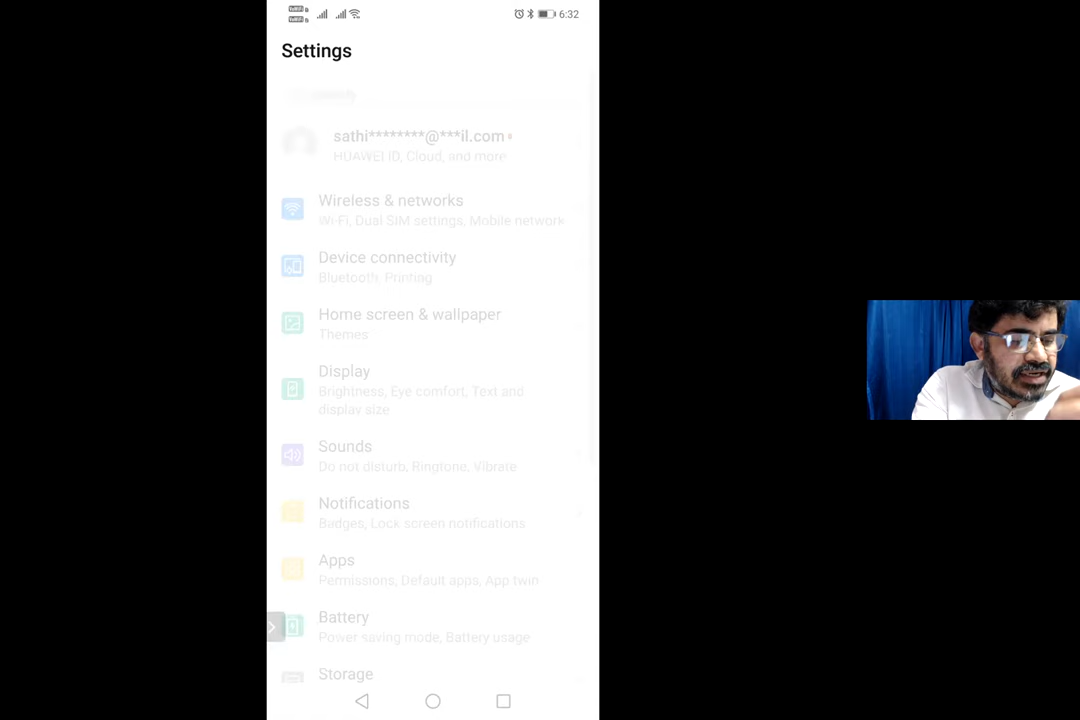 6:32
Settings
sathi********@***il.com
HUAWEI ID, Cloud, and more
Wireless & networks
Wi-Fi, Dual SIM settings, Mobile network
Device connectivity
Bluetooth, Printing
Home screen & wallpaper
Themes
Display
Brightness, Eye comfort, Text and
display size
Sounds
Do not disturb, Ringtone, Vibrate
Notifications
Badges, Lock screen notifications
Apps
Permissions, Default apps, App twin
Battery
Power saving mode, Battery usage
Storage